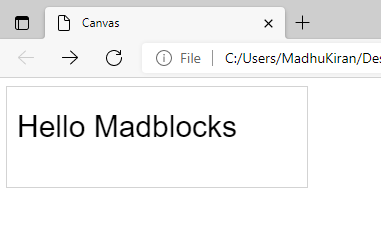 Canvas
File
C:/Users/MadhuKiran/Des
Hello Madblocks